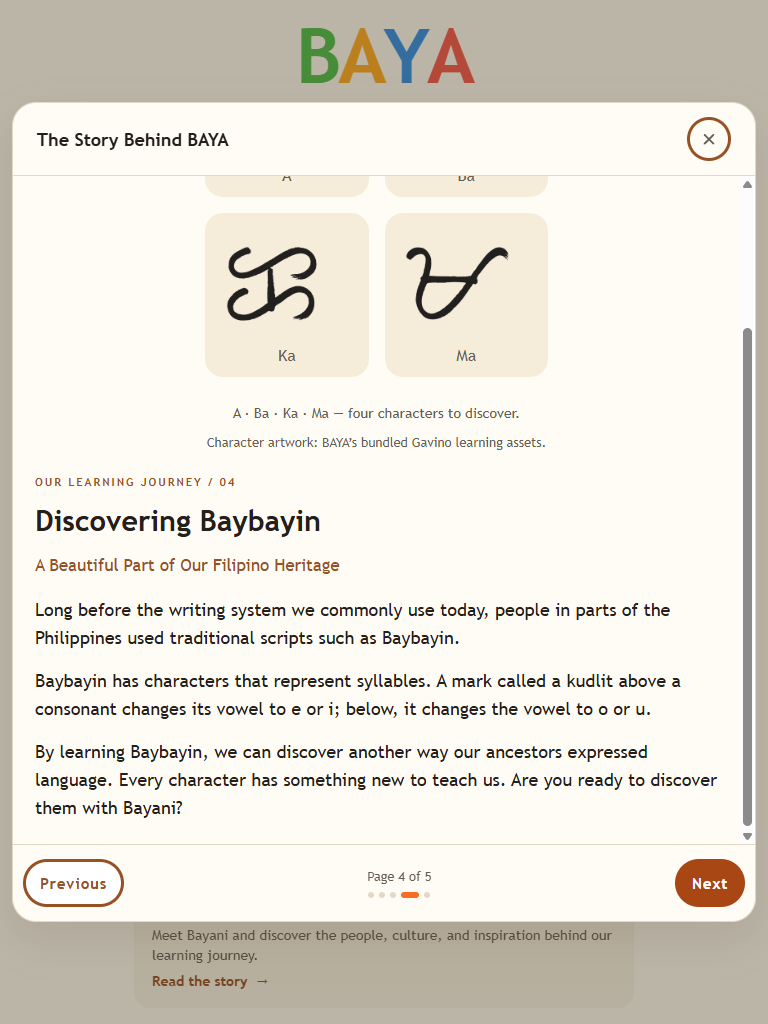 BAYA
The Story Behind BAYA
A
Ba
ᜃ
ᜋ
Ka
Ma
A · Ba · Ka · Ma — four characters to discover.
Character artwork: BAYA's bundled Gavino learning assets.
OUR LEARNING JOURNEY / 04
Discovering Baybayin
A Beautiful Part of Our Filipino Heritage
Long before the writing system we commonly use today, people in parts of the
Philippines used traditional scripts such as Baybayin.
Baybayin has characters that represent syllables. A mark called a kudlit above a
consonant changes its vowel to e or i; below, it changes the vowel to o or u.
By learning Baybayin, we can discover another way our ancestors expressed
language. Every character has something new to teach us. Are you ready to discover
them with Bayani?
Previous
Page 4 of 5
Next
Meet Bayani and discover the people, culture, and inspiration behind our
learning journey.
Read the story →